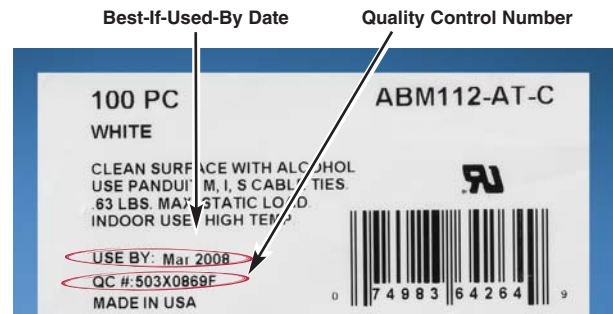 Best-If-Used-By Date
Quality Control Number
100 PC
ABM112-AT-C
WHITE
CLEAN SURFACE WITH ALCOHOL
USE PANDUIT M, I, S CABLE TIES.
.63 LBS. MAX STATIC LOAD.
INDOOR USE HIGH TEMP.
USE BY: Mar 2008
QC #:503X0869F
MADE IN USA
0 74983 64264 9